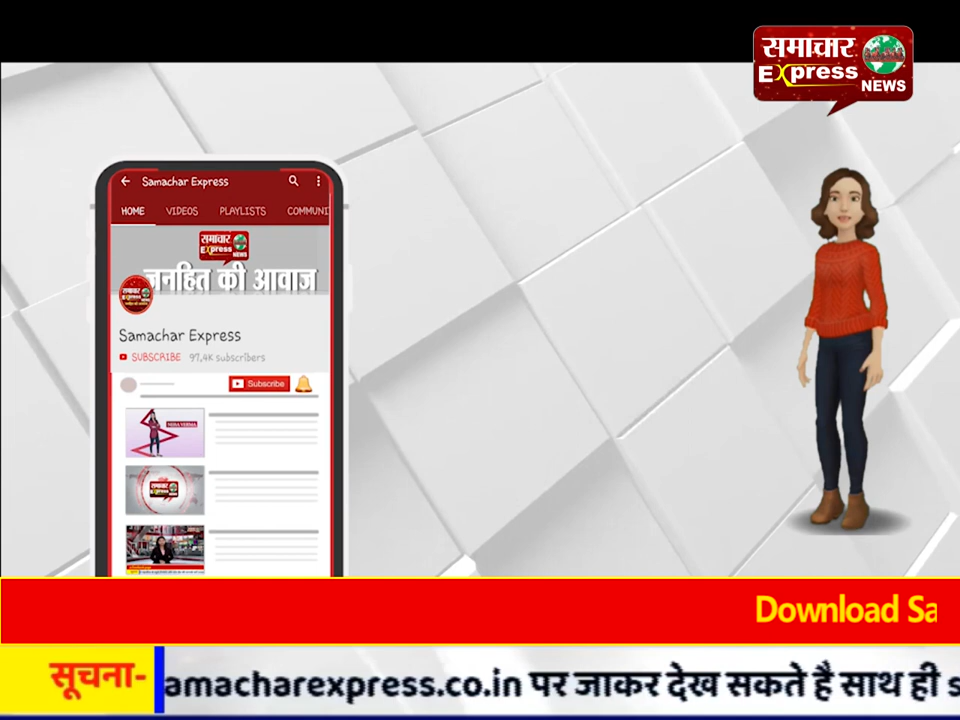 समाचार
Express
NEWS
Samachar Express
HOME VIDEOS PLAYLISTS COMMUNI
समाचार
Express
NEWS
जनहित की आवाज
Samachar Express
SUBSCRIBE 97,4K subscribers
Subscribe
Download Sa
सूचना- amacharexpress.co.in पर जाकर देख सकते है साथ ही s